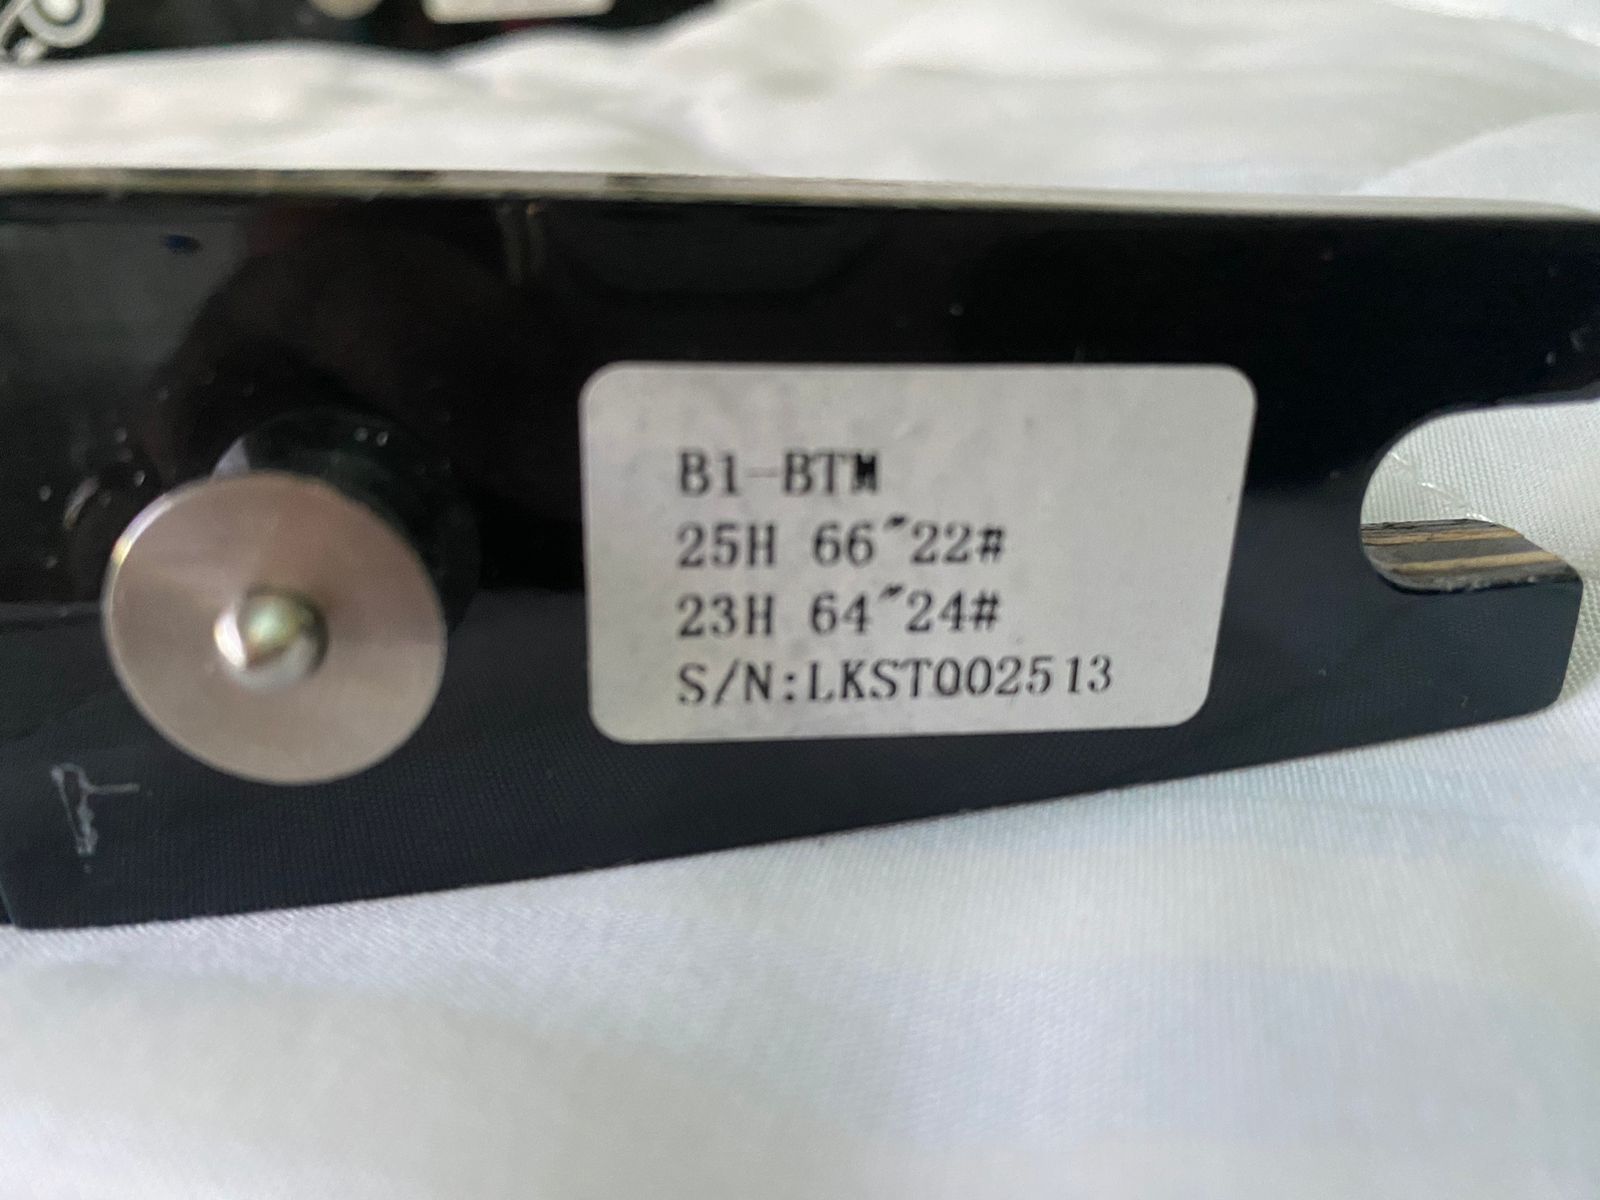 B1-BTM
25H 66"22#
23H 64"24#
S/N:LKST002513